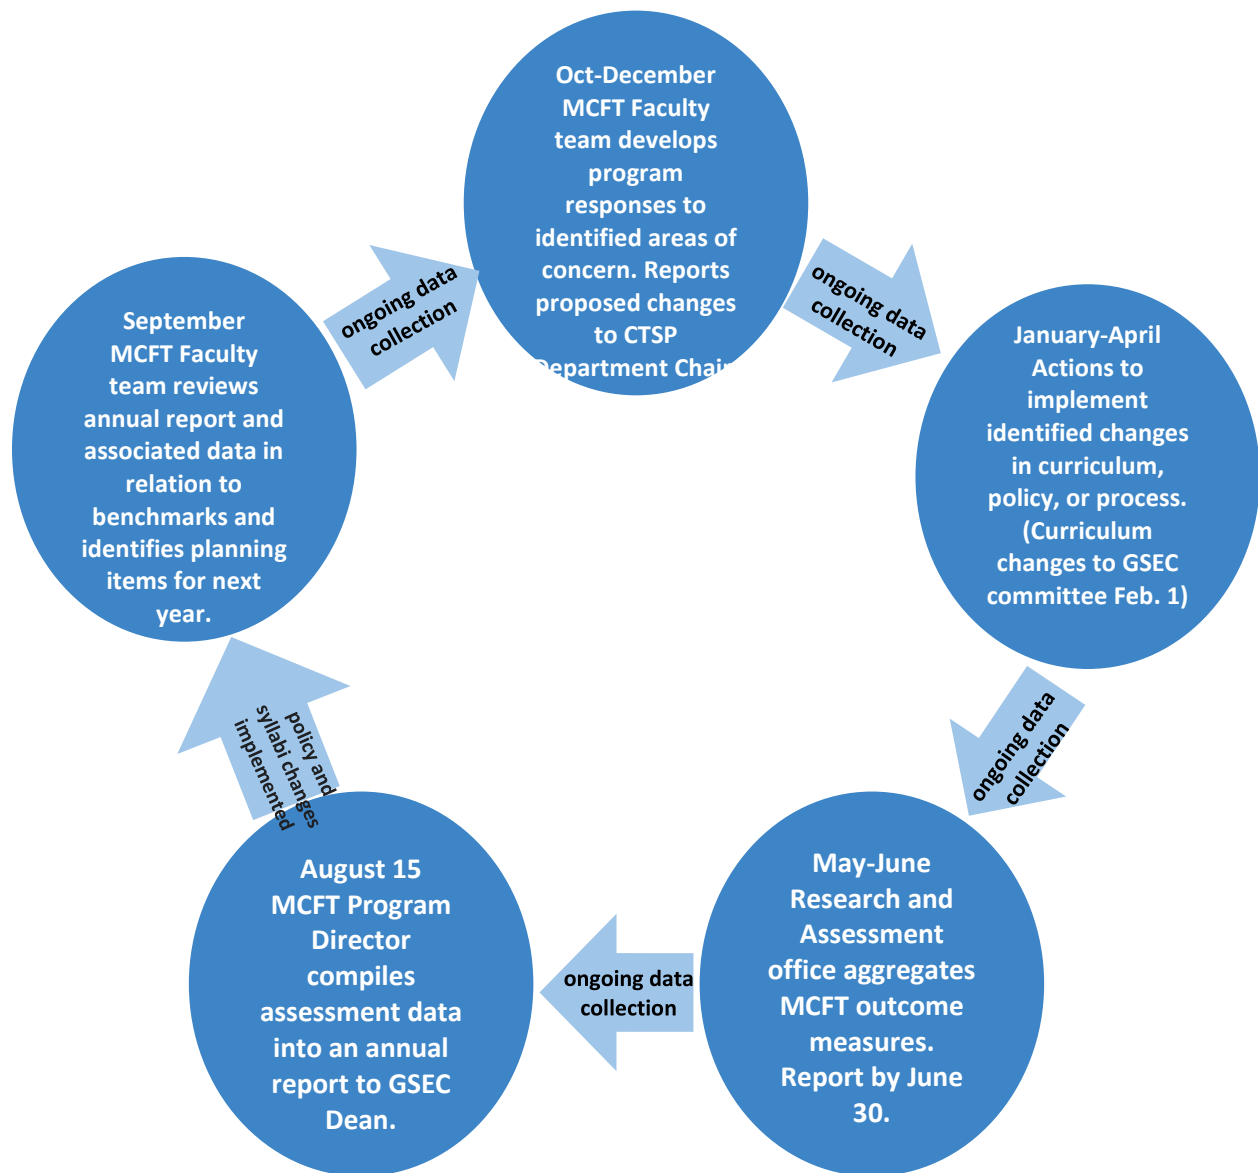 Oct-December
MCFT Faculty
team develops
program
responses to
identified areas of
concern. Reports
proposed changes
to CTSP
Department Chair
ongoing data
collection
January-April
Actions to
implement
identified changes
in curriculum,
policy, or process.
(Curriculum
changes to GSEC
committee Feb. 1)
ongoing data
collection
May-June
Research and
Assessment
office aggregates
MCFT outcome
measures.
Report by June
30.
ongoing data
collection
August 15
MCFT Program
Director
compiles
assessment data
into an annual
report to GSEC
Dean.
policy and
syllabi changes
implemented
September
MCFT Faculty
team reviews
annual report and
associated data in
relation to
benchmarks and
identifies planning
items for next
year.
ongoing data
collection